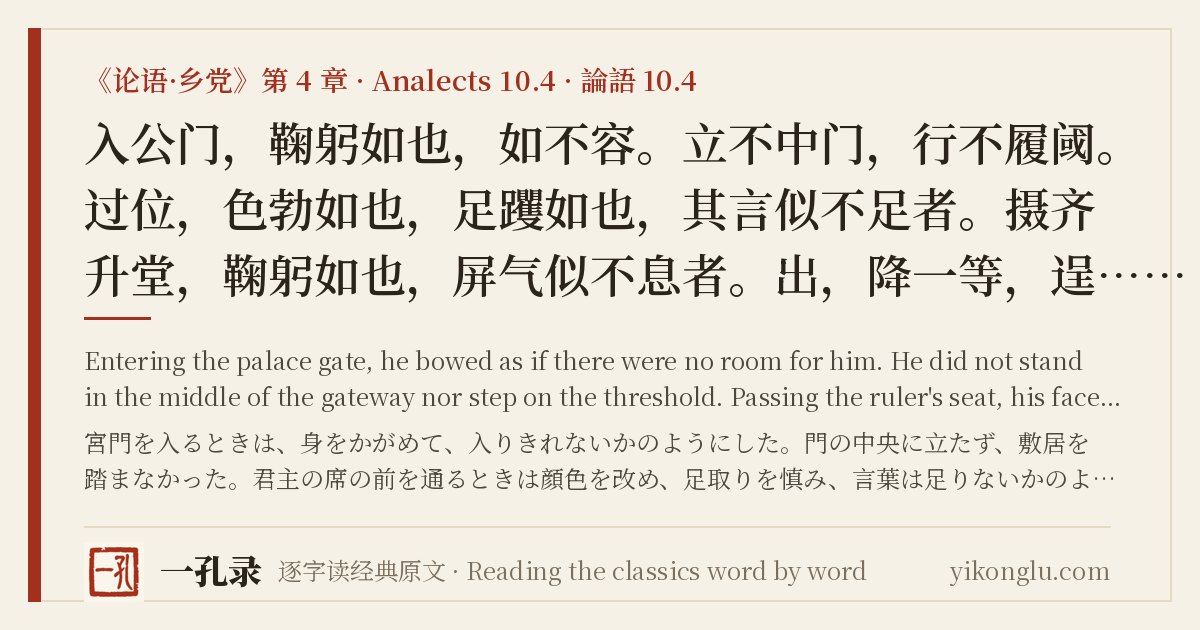 《论语·乡党》第 4 章 · Analects 10.4 · 論語 10.4
入公门，鞠躬如也，如不容。立不中门，行不履阈。
过位，色勃如也，足躩如也，其言似不足者。摄齐
升堂，鞠躬如也，屏气似不息者。出，降一等，逞……
Entering the palace gate, he bowed as if there were no room for him. He did not stand
in the middle of the gateway nor step on the threshold. Passing the ruler's seat, his face…
宮門を入るときは、身をかがめて、入りきれないかのようにした。門の中央に立たず、敷居を
踏まなかった。君主の席の前を通るときは顔色を改め、足取りを慎み、言葉は足りないかのよ…
一孔 一孔录 逐字读经典原文 · Reading the classics word by word yikonglu.com